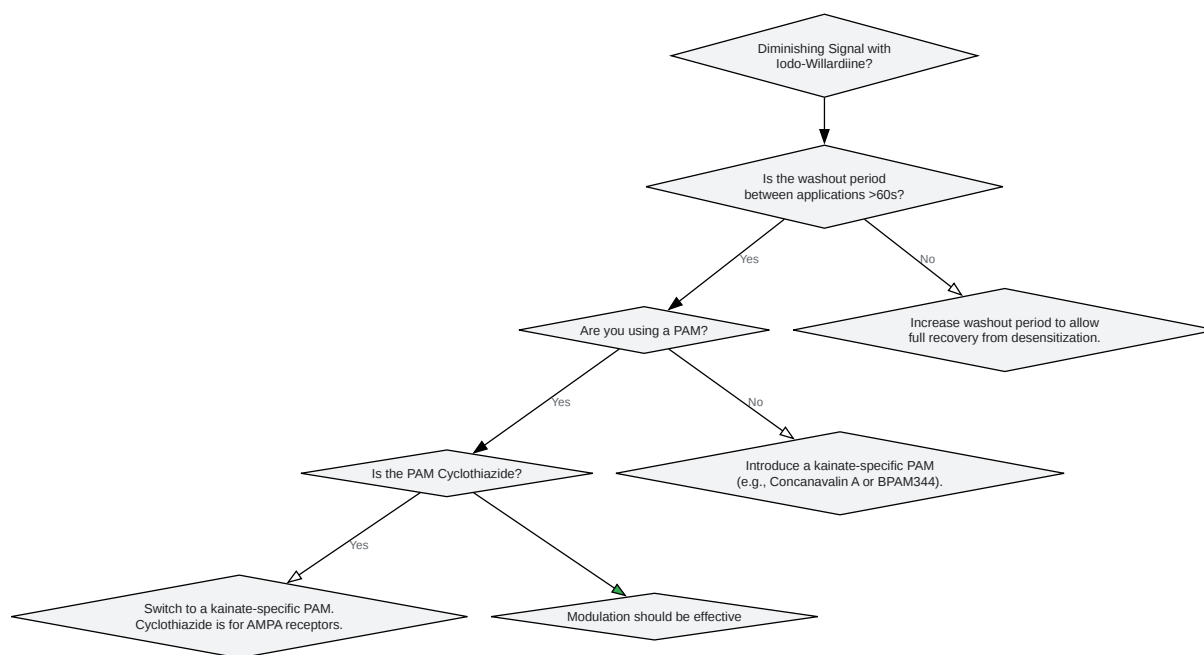 Diminishing Signal with
Iodo-Willardiine?
Is the washout period
between applications >60s?
Yes
No
Are you using a PAM?
Increase washout period to allow
full recovery from desensitization.
Yes
No
Is the PAM Cyclothiazide?
Introduce a kainate-specific PAM
(e.g., Concanavalin A or BPAM344).
Yes
Switch to a kainate-specific PAM.
Cyclothiazide is for AMPA receptors.
Modulation should be effective